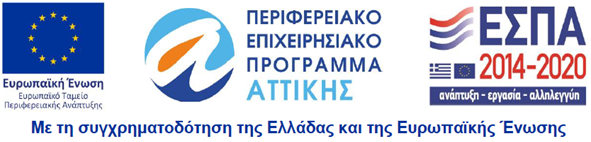 Ευρωπαϊκή Ένωση
Ευρωπαϊκό Ταμείο
Περιφερειακής Ανάπτυξης
ΠΕΡΙΦΕΡΕΙΑΚΟ
ΕΠΙΧΕΙΡΗΣΙΑΚΟ
ΠΡΟΓΡΑΜΜΑ
ΑΤΤΙΚΗΣ
ΕΣΠΑ
2014-2020
ανάπτυξη - εργασία - αλληλεγγύη
Με τη συγχρηματοδότηση της Ελλάδας και της Ευρωπαϊκής Ένωσης